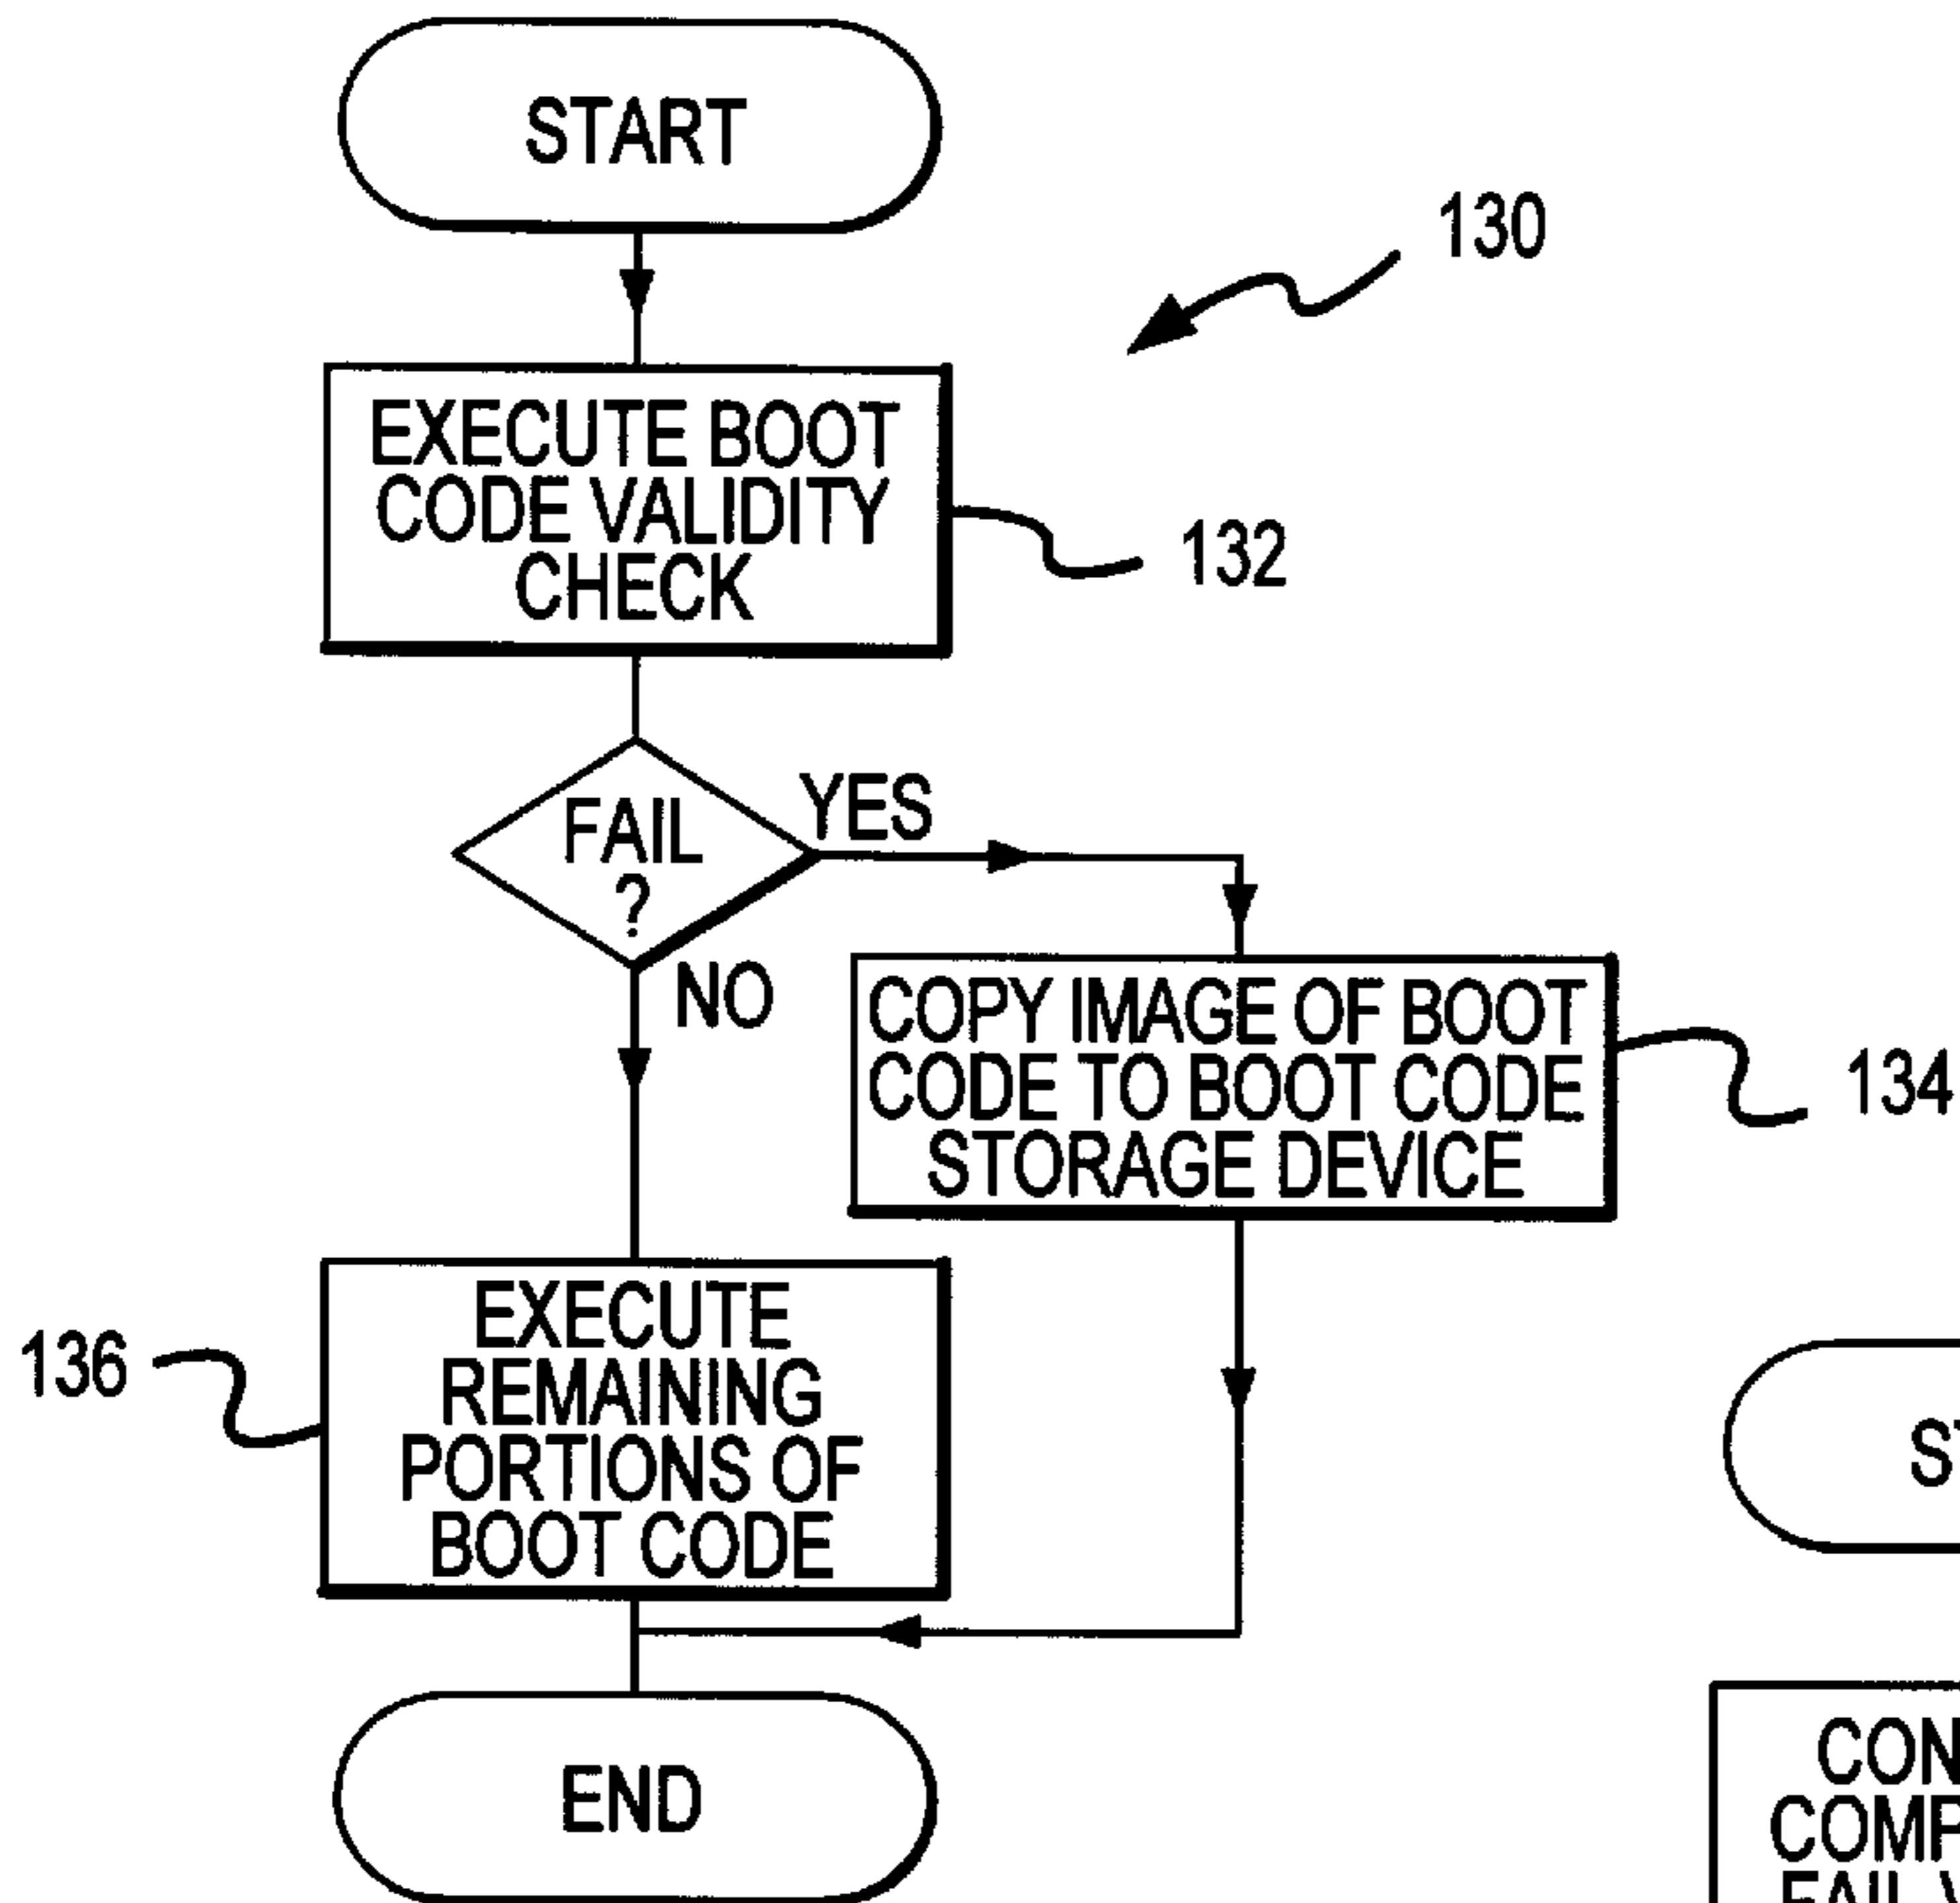 START
130
EXECUTE BOOT
CODE VALIDITY
CHECK
132
FAIL
?
YES
NO
COPY IMAGE OF BOOT
CODE TO BOOT CODE
STORAGE DEVICE
134
136
EXECUTE
REMAINING
PORTIONS OF
BOOT CODE
END